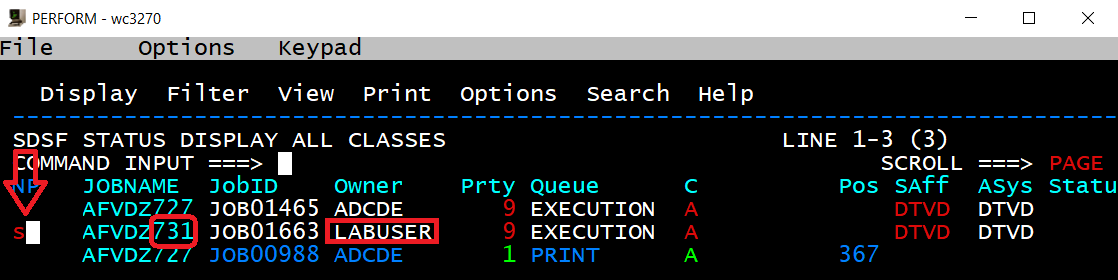 PERFORM - wc3270
File Options Keypad
Display Filter View Print Options Search Help
SDSF STATUS DISPLAY ALL CLASSES LINE 1-3 (3)
COMMAND INPUT ===> SCROLL ===> PAGE
NP JOBNAME JobID Owner Prty Queue C Pos SAff ASys Statu
AFVDZ727 JOB01465 ADCDE 9 EXECUTION A DTVD DTVD
s AFVDZ731 JOB01663 LABUSER 9 EXECUTION A DTVD DTVD
AFVDZ727 JOB00988 ADCDE 1 PRINT A 367